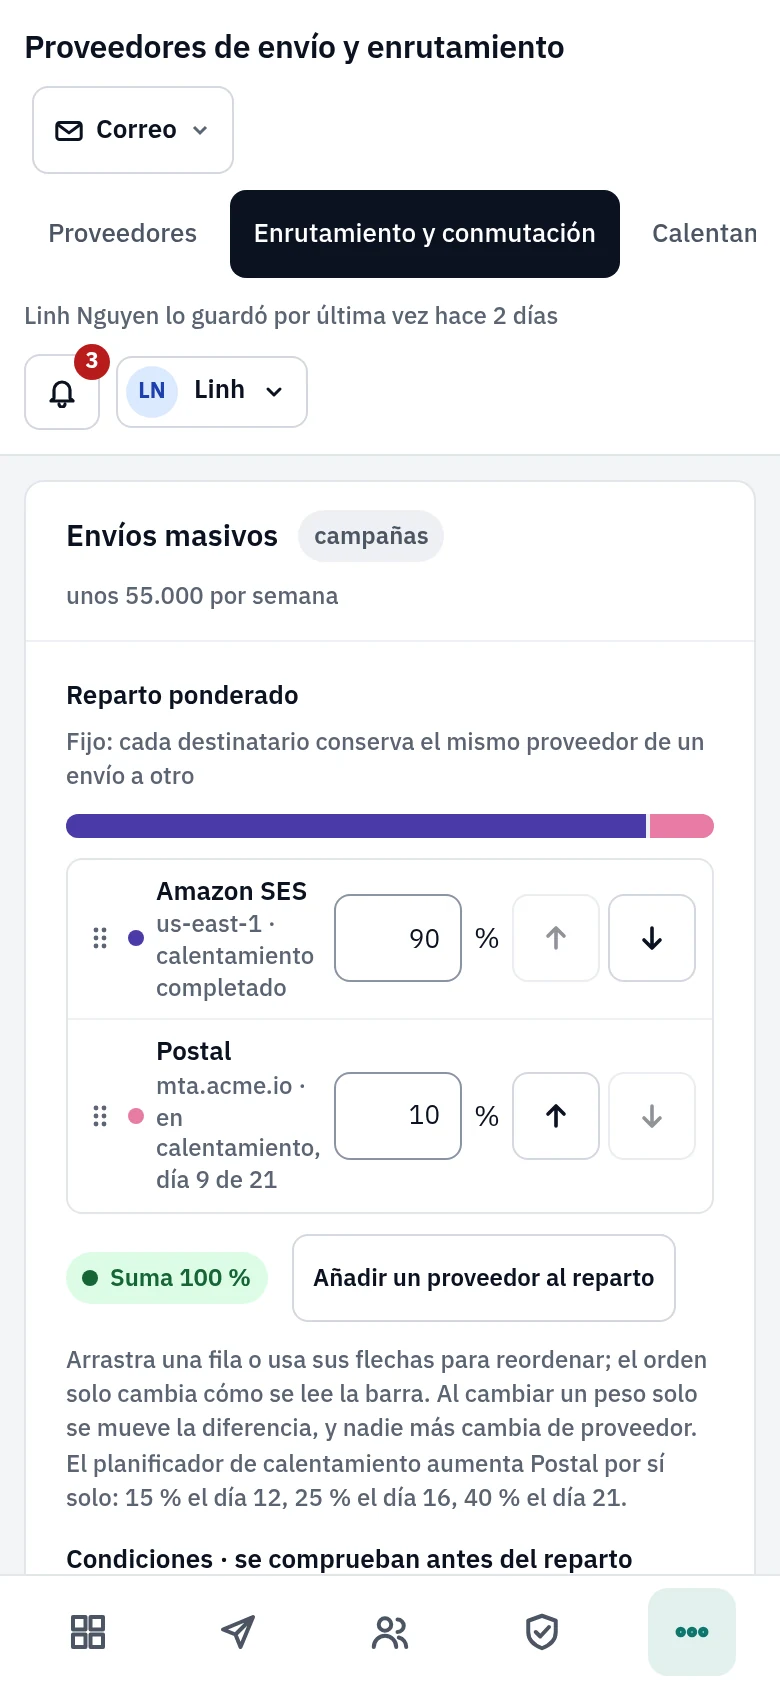 Proveedores de envío y enrutamiento
Correo
Proveedores
Enrutamiento y conmutación
Calentan
Linh Nguyen lo guardó por última vez hace 2 días
3
LN
Linh
Envíos masivos
campañas
unos 55.000 por semana
Reparto ponderado
Fijo: cada destinatario conserva el mismo proveedor de un
envío a otro
Amazon SES
us-east-1 ·
calentamiento
completado
90 %
Postal
mta.acme.io ·
en
calentamiento,
día 9 de 21
10 %
Suma 100 %
Añadir un proveedor al reparto
Arrastra una fila o usa sus flechas para reordenar; el orden
solo cambia cómo se lee la barra. Al cambiar un peso solo
se mueve la diferencia, y nadie más cambia de proveedor.
El planificador de calentamiento aumenta Postal por sí
solo: 15 % el día 12, 25 % el día 16, 40 % el día 21.
Condiciones · se comprueban antes del reparto